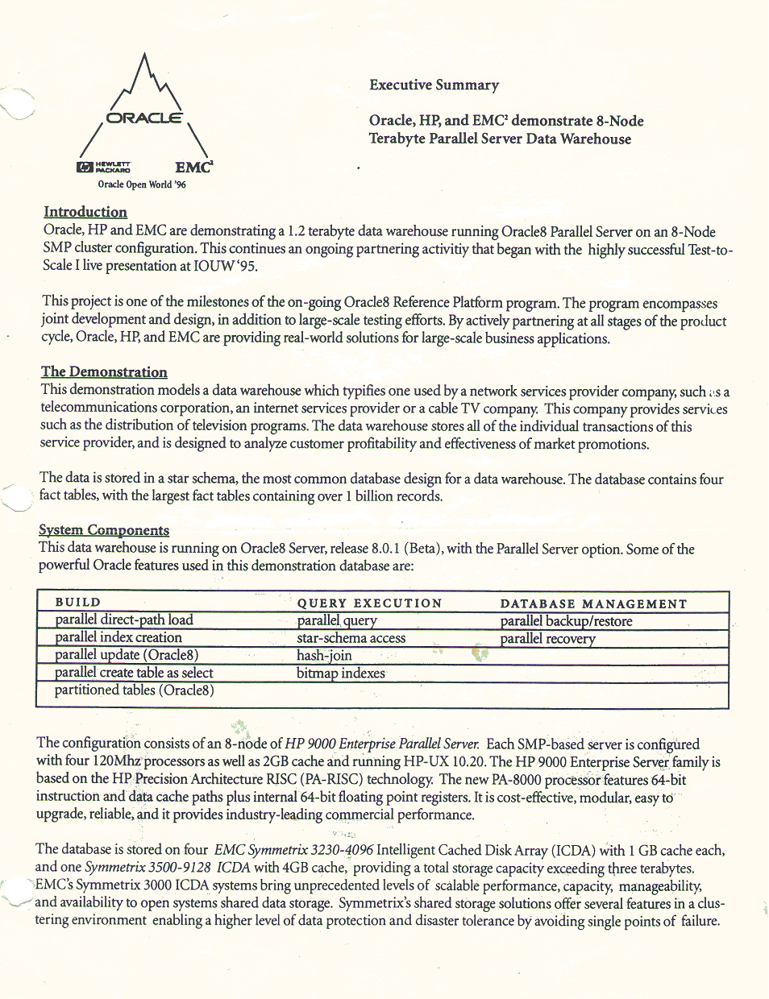 ORACLE
HEWLETT
PACKARD
EMC²
Oracle Open World '96
Executive Summary
Oracle, HP, and EMC² demonstrate 8-Node
Terabyte Parallel Server Data Warehouse
Introduction
Oracle, HP and EMC are demonstrating a 1.2 terabyte data warehouse running Oracle8 Parallel Server on an 8-Node
SMP cluster configuration. This continues an ongoing partnering activitiy that began with the highly successful Test-to-
Scale I live presentation at IOUW '95.
This project is one of the milestones of the on-going Oracle8 Reference Platform program. The program encompasses
joint development and design, in addition to large-scale testing efforts. By actively partnering at all stages of the product
cycle, Oracle, HP, and EMC are providing real-world solutions for large-scale business applications.
The Demonstration
This demonstration models a data warehouse which typifies one used by a network services provider company, such as a
telecommunications corporation, an internet services provider or a cable TV company. This company provides services
such as the distribution of television programs. The data warehouse stores all of the individual transactions of this
service provider, and is designed to analyze customer profitability and effectiveness of market promotions.
The data is stored in a star schema, the most common database design for a data warehouse. The database contains four
fact tables, with the largest fact tables containing over 1 billion records.
System Components
This data warehouse is running on Oracle8 Server, release 8.0.1 (Beta), with the Parallel Server option. Some of the
powerful Oracle features used in this demonstration database are:
BUILD QUERY EXECUTION DATABASE MANAGEMENT
parallel direct-path load parallel query parallel backup/restore
parallel index creation star-schema access parallel recovery
parallel update (Oracle8) hash-join
parallel create table as select bitmap indexes
partitioned tables (Oracle8)
The configuration consists of an 8-node of HP 9000 Enterprise Parallel Server. Each SMP-based server is configured
with four 120Mhz processors as well as 2GB cache and running HP-UX 10.20. The HP 9000 Enterprise Server family is
based on the HP Precision Architecture RISC (PA-RISC) technology. The new PA-8000 processor features 64-bit
instruction and data cache paths plus internal 64-bit floating point registers. It is cost-effective, modular, easy to
upgrade, reliable, and it provides industry-leading commercial performance.
The database is stored on four EMC Symmetrix 3230-4096 Intelligent Cached Disk Array (ICDA) with 1 GB cache each,
and one Symmetrix 3500-9128 ICDA with 4GB cache, providing a total storage capacity exceeding three terabytes.
EMC's Symmetrix 3000 ICDA systems bring unprecedented levels of scalable performance, capacity, manageability,
and availability to open systems shared data storage. Symmetrix's shared storage solutions offer several features in a clus-
tering environment enabling a higher level of data protection and disaster tolerance by avoiding single points of failure.